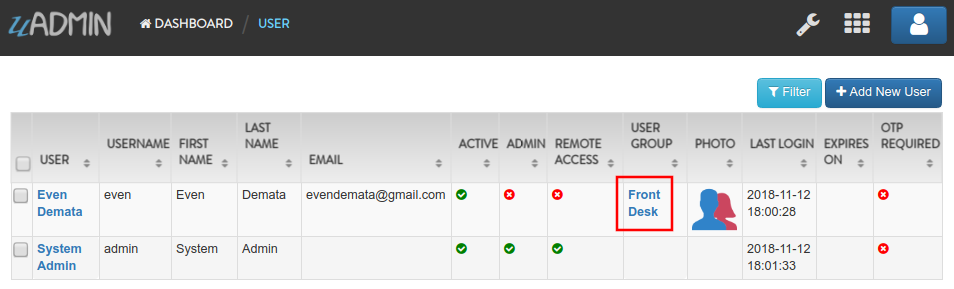 uADMIN DASHBOARD / USER
Filter Add New User
USER USERNAME FIRST NAME LAST NAME EMAIL ACTIVE ADMIN REMOTE ACCESS USER GROUP PHOTO LAST LOGIN EXPIRES ON OTP REQUIRED
Even Demata even Even Demata evendemata@gmail.com Front Desk 2018-11-12 18:00:28
System Admin admin System Admin 2018-11-12 18:01:33